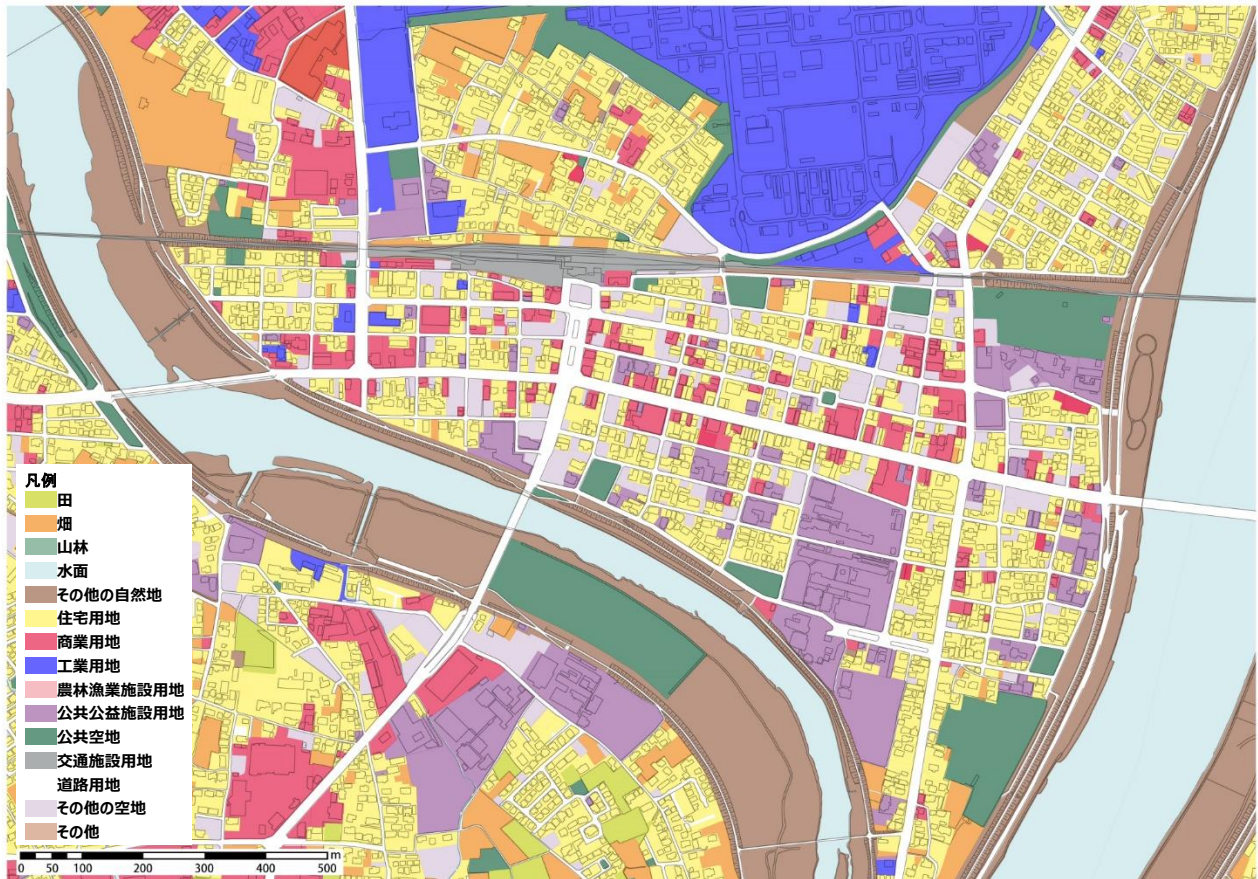 凡例
田
畑
山林
水面
その他の自然地
住宅用地
商業用地
工業用地
農林漁業施設用地
公共公益施設用地
公共空地
交通施設用地
道路用地
その他の空地
その他
0 50 100 200 300 400 500 m